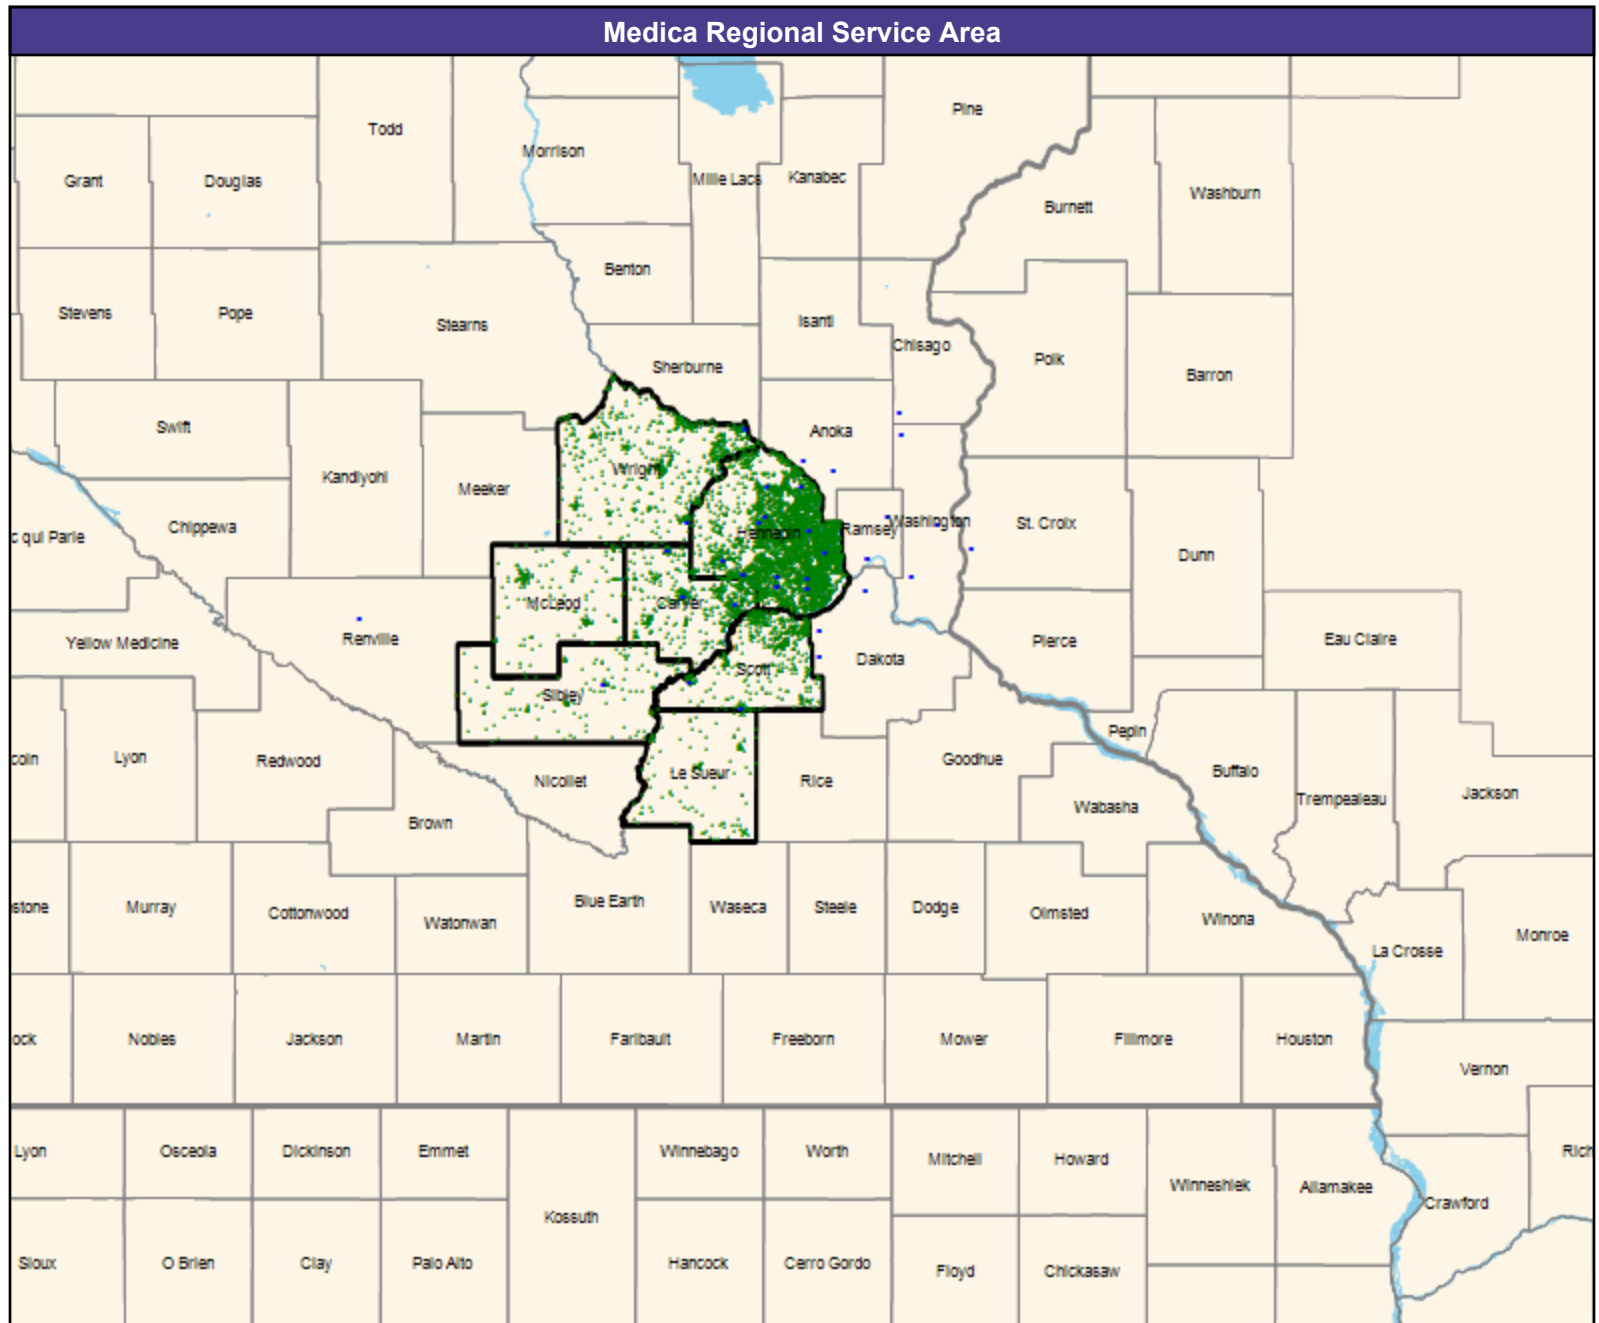 Medica Regional Service Area
Pine
Todd
Morrison
Mille Lacs
Kanabec
Grant
Douglas
Washburn
Burnett
Benton
Stevens
Pope
Stearns
Isanti
Chisago
Sherburne
Polk
Barron
Swift
Anoka
Wright
Kandiyohi
Meeker
Chippewa
c qui Parle
Hennepin
Ramsey
Washington
St. Croix
Dunn
McLeod
Carver
Renville
Yellow Medicine
Eau Claire
Pierce
Dakota
Scott
Sibley
Pepin
coln
Lyon
Redwood
Nicollet
Le Sueur
Rice
Goodhue
Buffalo
Trempealeau
Jackson
Wabasha
Brown
stone
Murray
Cottonwood
Watonwan
Blue Earth
Waseca
Steele
Dodge
Olmsted
Winona
La Crosse
Monroe
ock
Nobles
Jackson
Martin
Faribault
Freeborn
Mower
Fillmore
Houston
Vernon
Lyon
Osceola
Dickinson
Emmet
Winnebago
Worth
Mitchell
Howard
Winneshiek
Allamakee
Crawford
Rich
Kossuth
Sioux
O Brien
Clay
Palo Alto
Hancock
Cerro Gordo
Floyd
Chickasaw